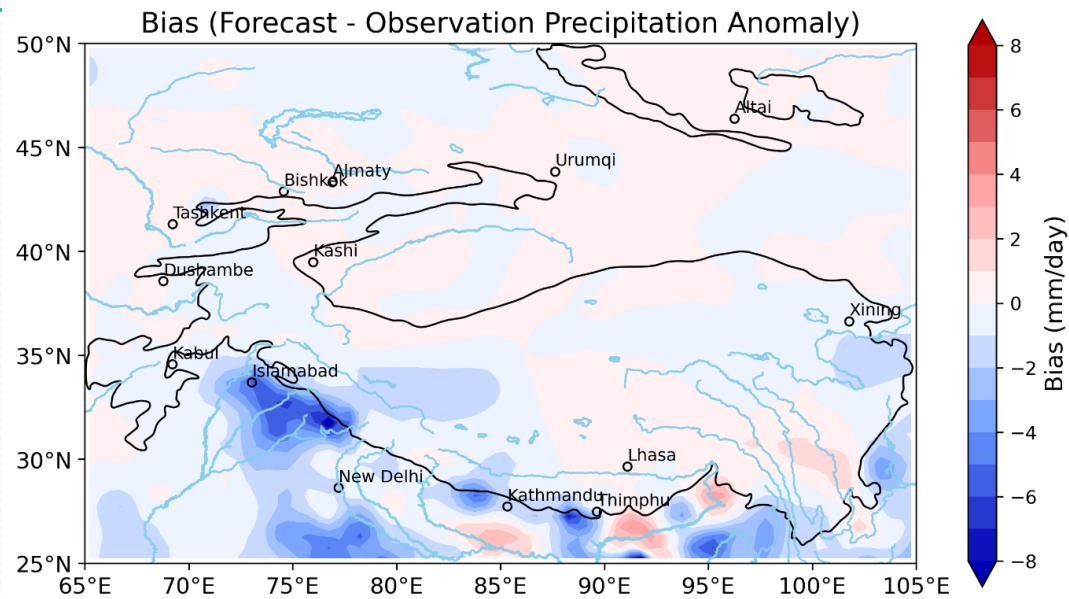 Bias (Forecast - Observation Precipitation Anomaly)
50°N
45°N
40°N
35°N
30°N
25°N
65°E
70°E
75°E
80°E
85°E
90°E
95°E
100°E
105°E
Altai
Urumqi
Almaty
Bishkek
Tashkent
Kashi
Dushambe
Xining
Kabul
Islamabad
Lhasa
New Delhi
Kathmandu
Thimphu
8
6
4
2
0
−2
−4
−6
−8
Bias (mm/day)